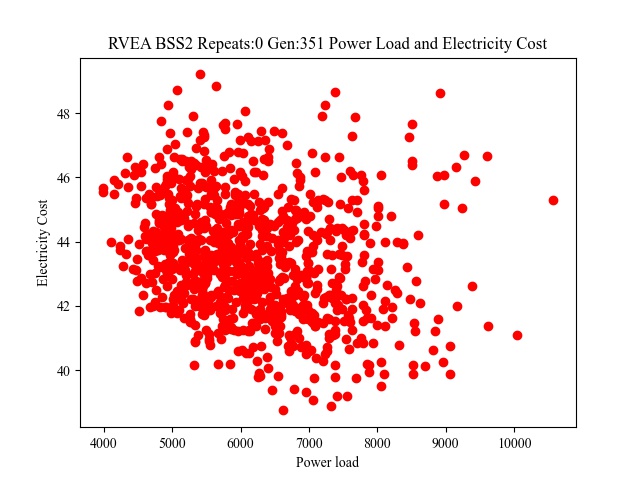 RVEA BSS2 Repeats:0 Gen:351 Power Load and Electricity Cost
48
46
44
42
40
Electricity Cost
4000 5000 6000 7000 8000 9000 10000
Power load